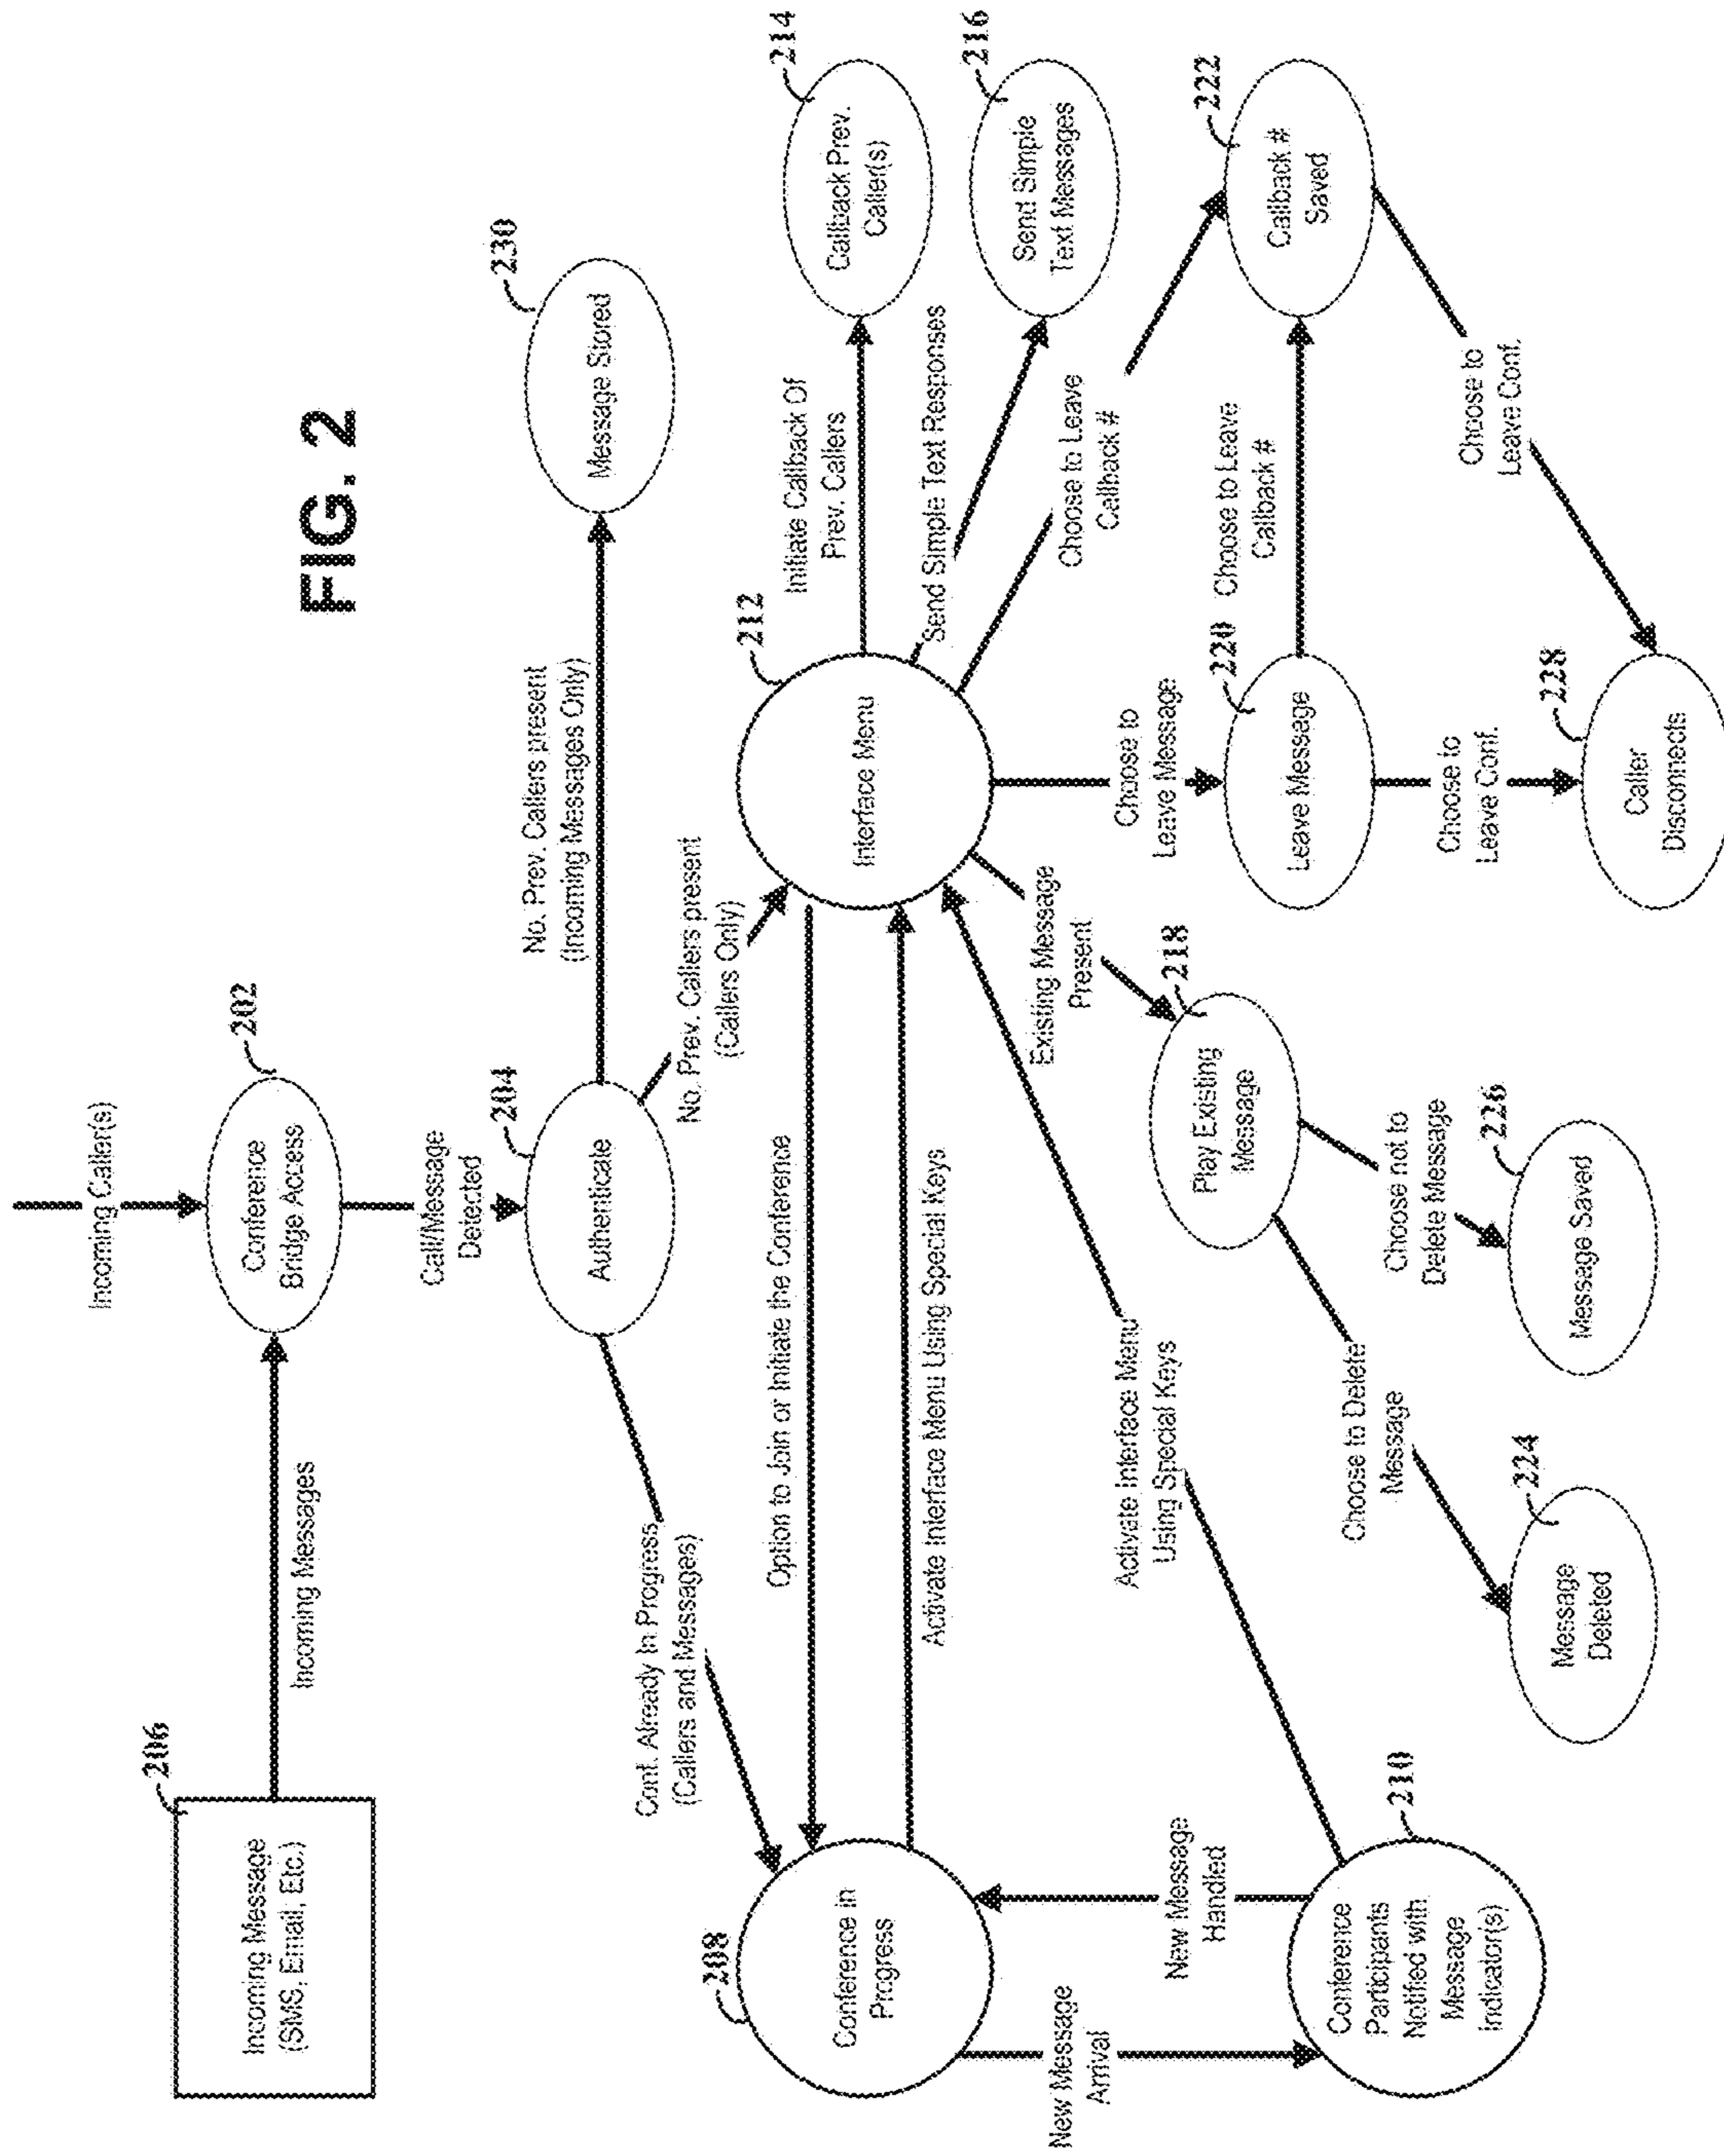 FIG. 2
Incoming Caller(s)
206
Incoming Message
(SMS, Email, Etc.)
Incoming Messages
Conference
Bridge Access
202
Call/Message
Detected
204
Authenticate
No. Prev. Callers present
(Incoming Messages Only)
Message Stored
230
Conf. Already In Progress
(Callers and Messages)
No. Prev. Callers present
(Callers Only)
208
Conference in
Progress
Option to Join or Initiate the Conference
Activate Interface Menu Using Special Keys
212
Interface Menu
Initiate Callback Of
Prev. Callers
Callback Prev.
Caller(s)
214
Send Simple Text Responses
Send Simple
Text Messages
216
Choose to Leave
Callback #
New Message
Arrival
New Message
Handled
Activate Interface Menu
Using Special Keys
Existing Message
Present
Choose to
Leave Message
220
Leave Message
Choose to Leave
Callback #
Callback #
Saved
222
Conference
Participants
Notified with
Message
Indicator(s)
210
218
Play Existing
Message
Choose to Delete
Message
Choose not to
Delete Message
Choose to
Leave Conf.
Choose to
Leave Conf.
224
Message
Deleted
226
Message Saved
228
Caller
Disconnects